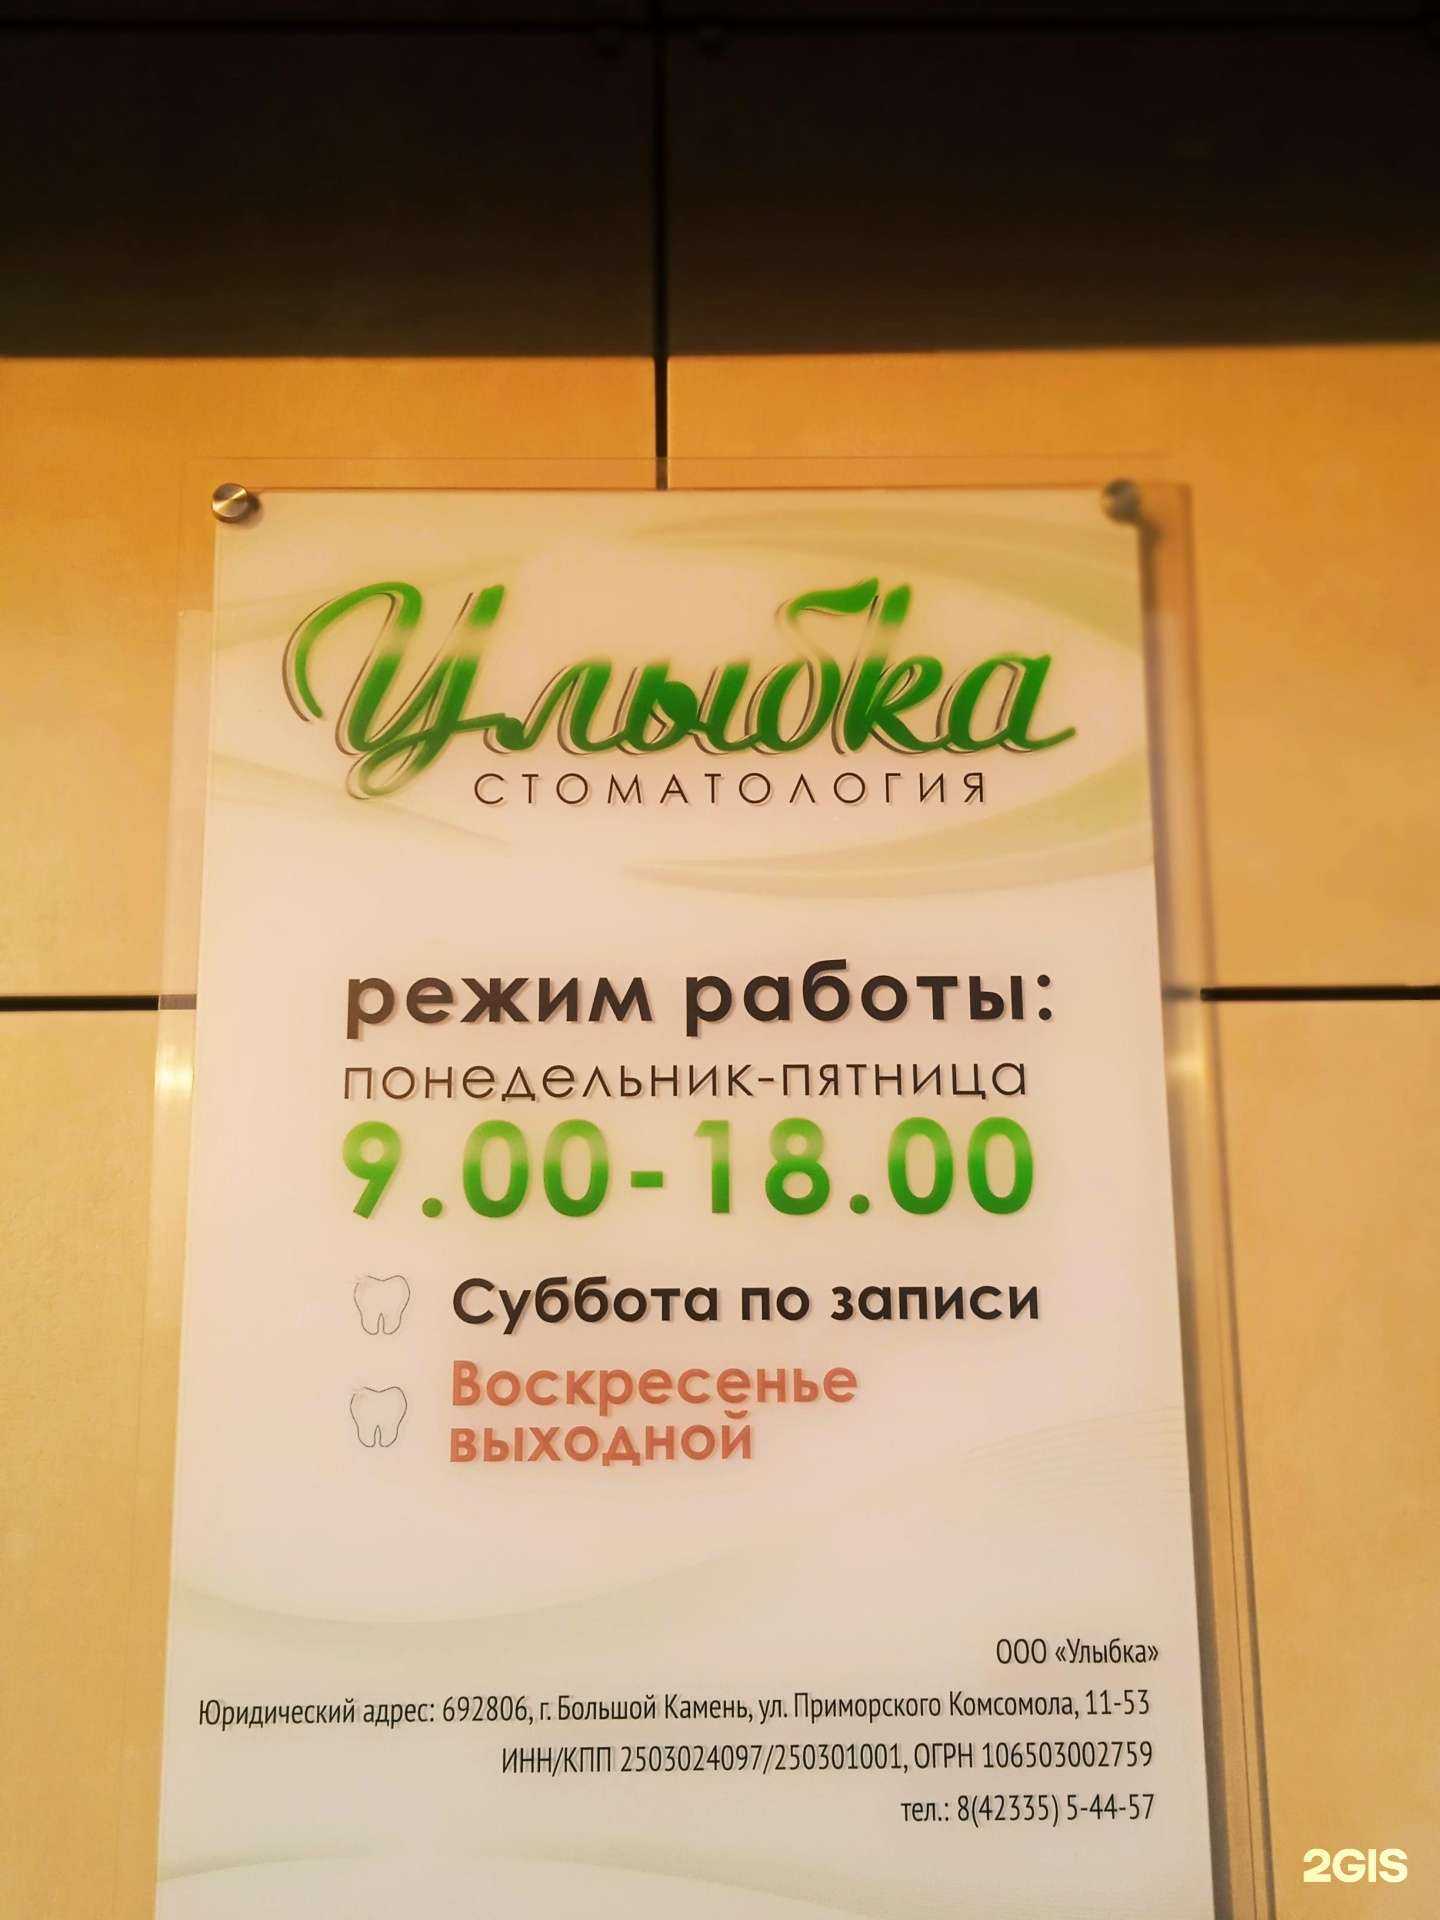 Улыбка
СТОМАТОЛОГИЯ
режим работы:
понедельник-пятница
9.00-18.00
Суббота по записи
Воскресенье
выходной
ООО «Улыбка»
Юридический адрес: 692806, г. Большой Камень, ул. Приморского Комсомола, 11-53
ИНН/КПП 2503024097/250301001, ОГРН 106503002759
тел.: 8(42335) 5-44-57
2GIS